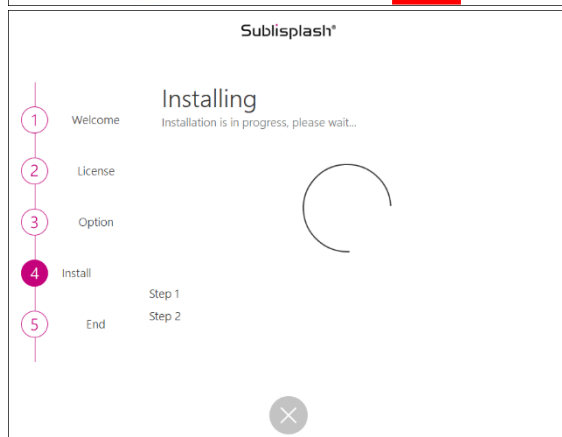 Sublisplash®
Installing
Installation is in progress, please wait...
1 Welcome
2 License
3 Option
4 Install
Step 1
Step 2
5 End